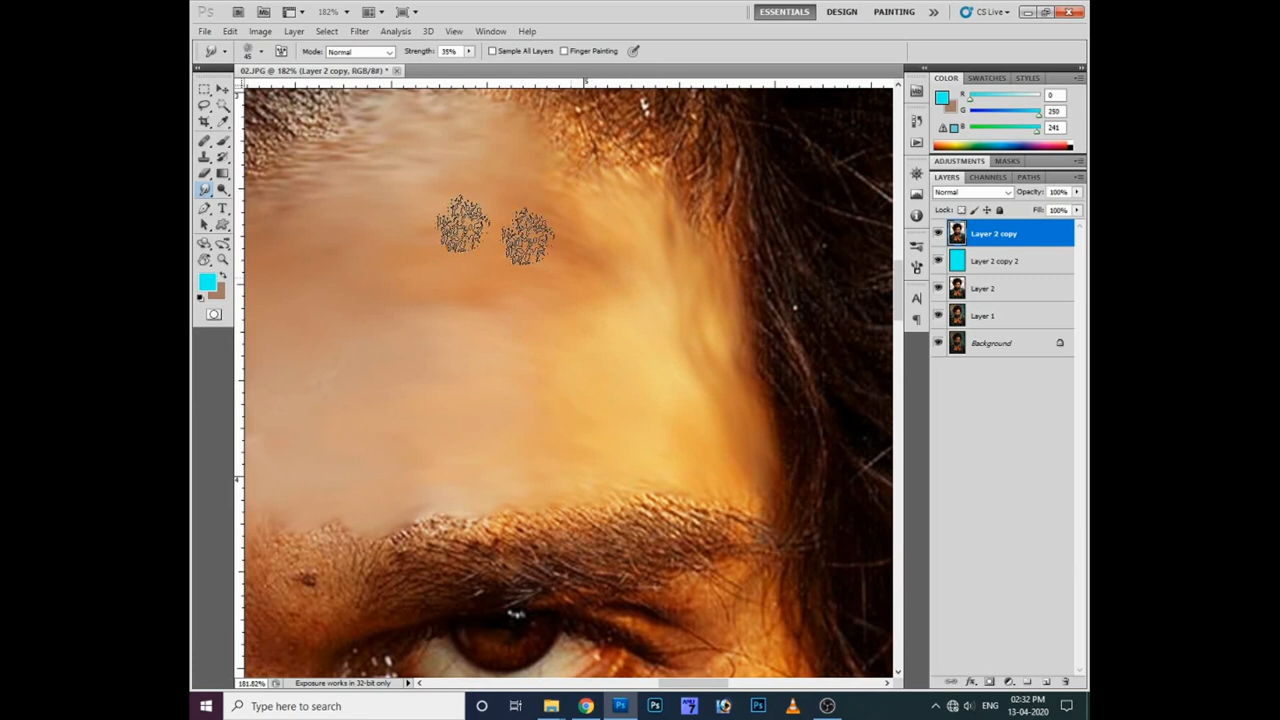 Ps Br Mb 182% ESSENTIALS DESIGN PAINTING CS Live
File Edit Image Layer Select Filter Analysis 3D View Window Help
45 Mode: Normal Strength: 35% Sample All Layers Finger Painting
02.JPG @ 182% (Layer 2 copy, RGB/8#) *
COLOR SWATCHES STYLES
R 0
G 250
B 241
ADJUSTMENTS MASKS
LAYERS CHANNELS PATHS
Normal Opacity: 100%
Lock: Fill: 100%
Layer 2 copy
Layer 2 copy 2
Layer 2
Layer 1
Background
181.82% Exposure works in 32-bit only
Type here to search
ENG
02:32 PM
13-04-2020